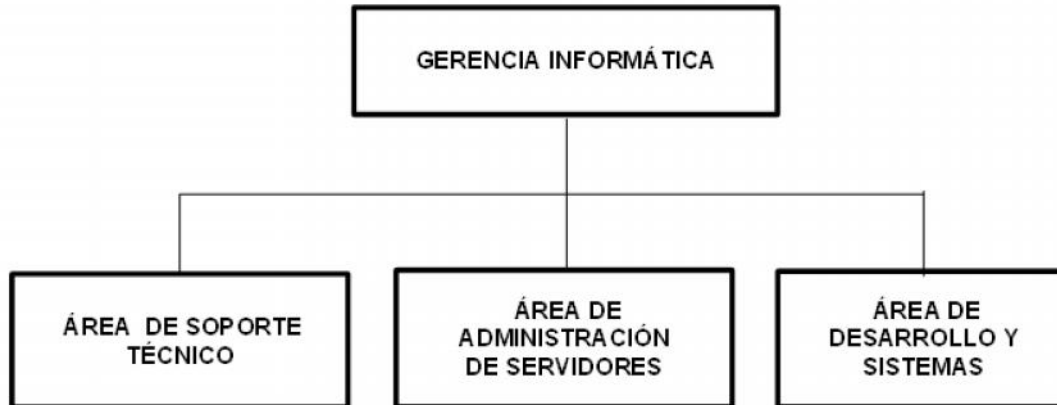 GERENCIA INFORMÁTICA
ÁREA DE SOPORTE
TÉCNICO
ÁREA DE
ADMINISTRACIÓN
DE SERVIDORES
ÁREA DE
DESARROLLO Y
SISTEMAS